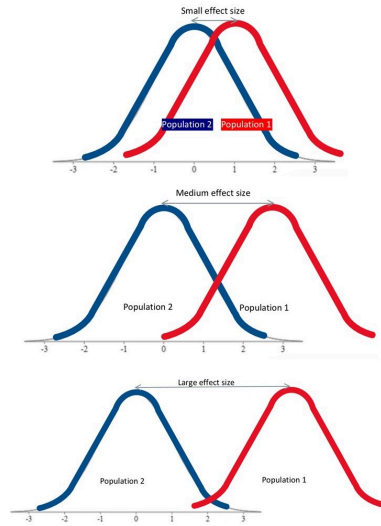 Small effect size
Population 2 Population 1
-3 -2 -1 0 1 2 3
Medium effect size
Population 2 Population 1
-3 -2 -1 0 1 2 3
Large effect size
Population 2 Population 1
-3 -2 -1 0 1 2 3